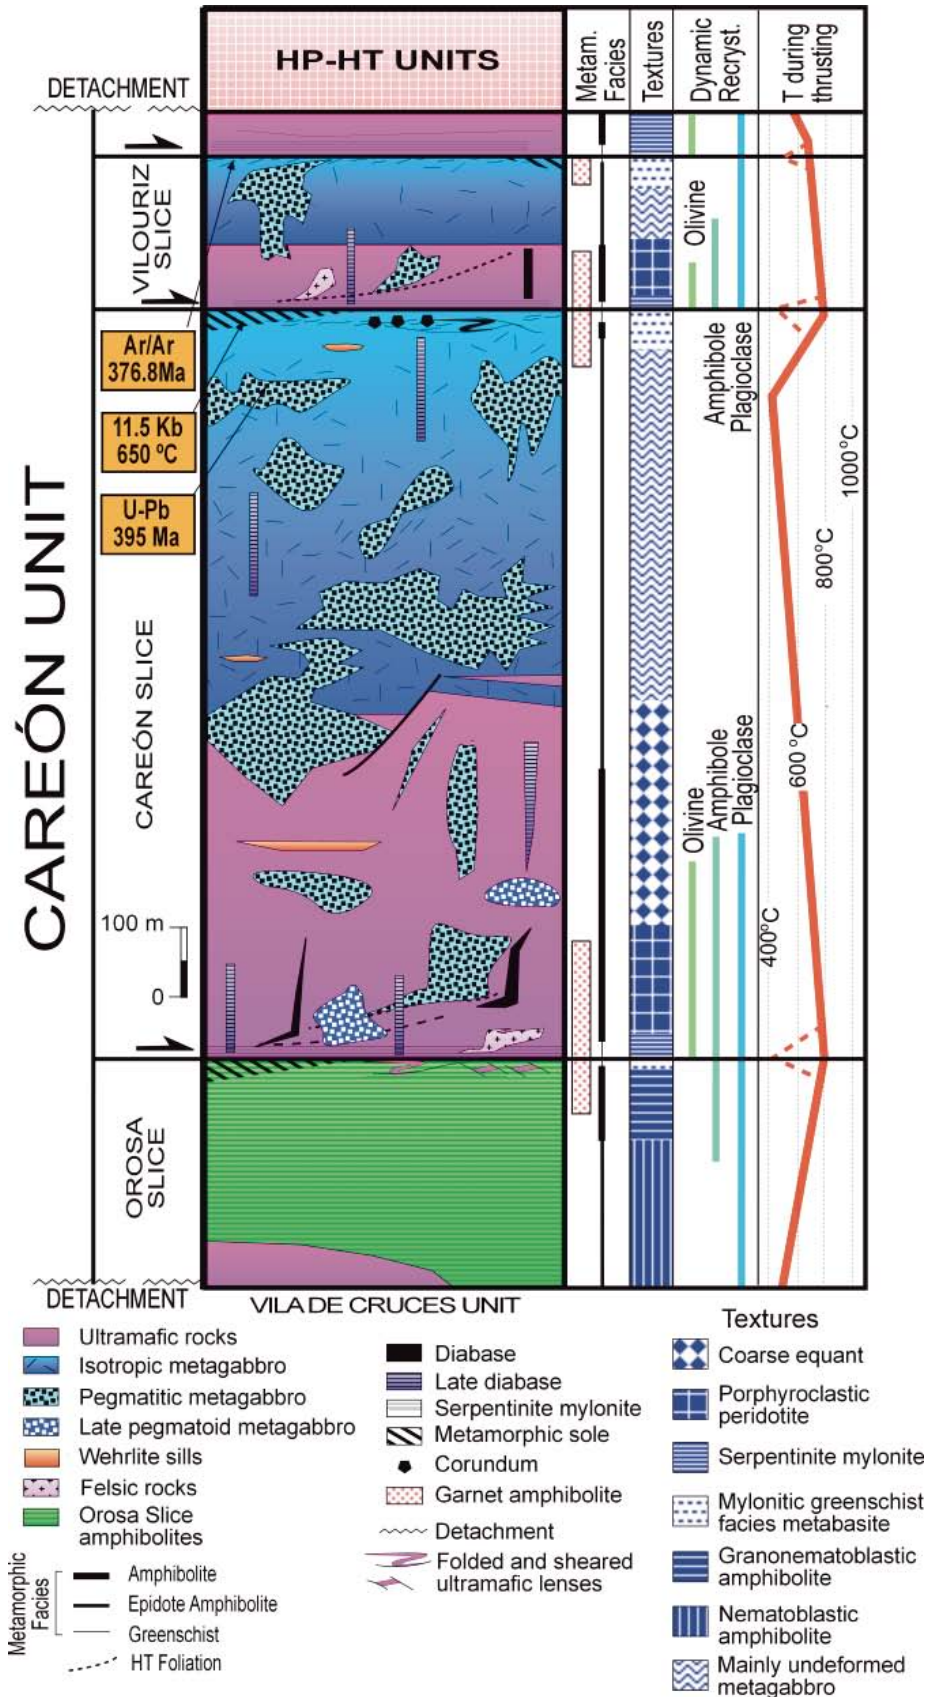 HP-HT UNITS
Metam.
Facies
Textures
Dynamic
Recryst.
T during
thrusting
DETACHMENT
VILOURIZ
SLICE
Olivine
Amphibole
Plagioclase
Ar/Ar
376.8Ma
11.5 Kb
650 ºC
U-Pb
395 Ma
CAREÓN UNIT
CAREÓN SLICE
1000°C
800°C
600 °C
400ºC
Olivine
Amphibole
Plagioclase
100 m
0
OROSA
SLICE
DETACHMENT
VILA DE CRUCES UNIT
Ultramafic rocks
Isotropic metagabbro
Pegmatitic metagabbro
Late pegmatoid metagabbro
Wehrlite sills
Felsic rocks
Orosa Slice
amphibolites
Metamorphic
Facies
Amphibolite
Epidote Amphibolite
Greenschist
HT Foliation
Diabase
Late diabase
Serpentinite mylonite
Metamorphic sole
Corundum
Garnet amphibolite
Detachment
Folded and sheared
ultramafic lenses
Textures
Coarse equant
Porphyroclastic
peridotite
Serpentinite mylonite
Mylonitic greenschist
facies metabasite
Granonematoblastic
amphibolite
Nematoblastic
amphibolite
Mainly undeformed
metagabbro